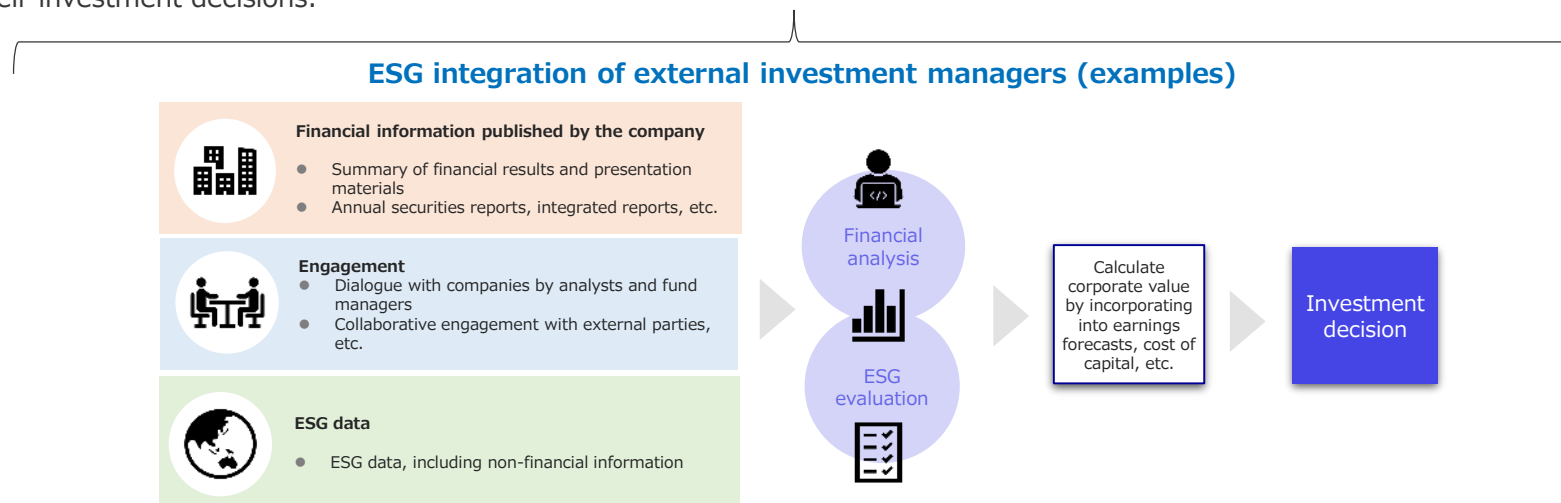 eir investment decisions.
ESG integration of external investment managers (examples)
Financial information published by the company
● Summary of financial results and presentation
materials
● Annual securities reports, integrated reports, etc.
Engagement
● Dialogue with companies by analysts and fund
managers
● Collaborative engagement with external parties,
etc.
ESG data
● ESG data, including non-financial information
</>
Financial
analysis
ESG
evaluation
Calculate
corporate value
by incorporating
into earnings
forecasts, cost of
capital, etc.
Investment
decision